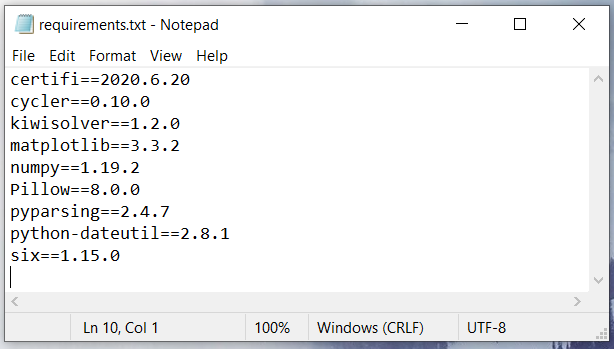 requirements.txt - Notepad
File Edit Format View Help
certifi==2020.6.20
cycler==0.10.0
kiwisolver==1.2.0
matplotlib==3.3.2
numpy==1.19.2
Pillow==8.0.0
pyparsing==2.4.7
python-dateutil==2.8.1
six==1.15.0
Ln 10, Col 1 100% Windows (CRLF) UTF-8